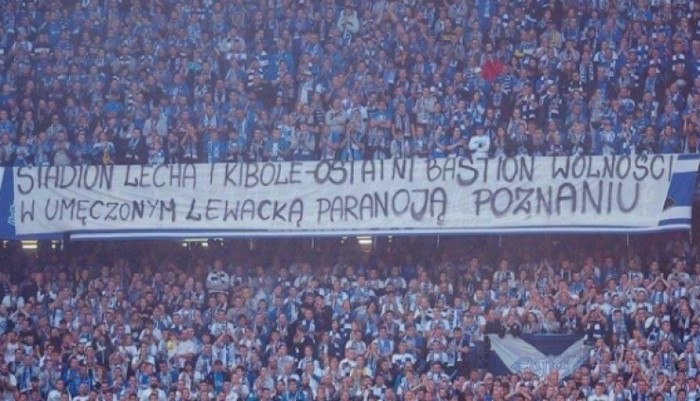 STADION LECHA I KIBOLE - OSTATNI BASTION WOLNOŚCI
W UMĘCZONYM LEWACKĄ PARANOJĄ POZNANIU